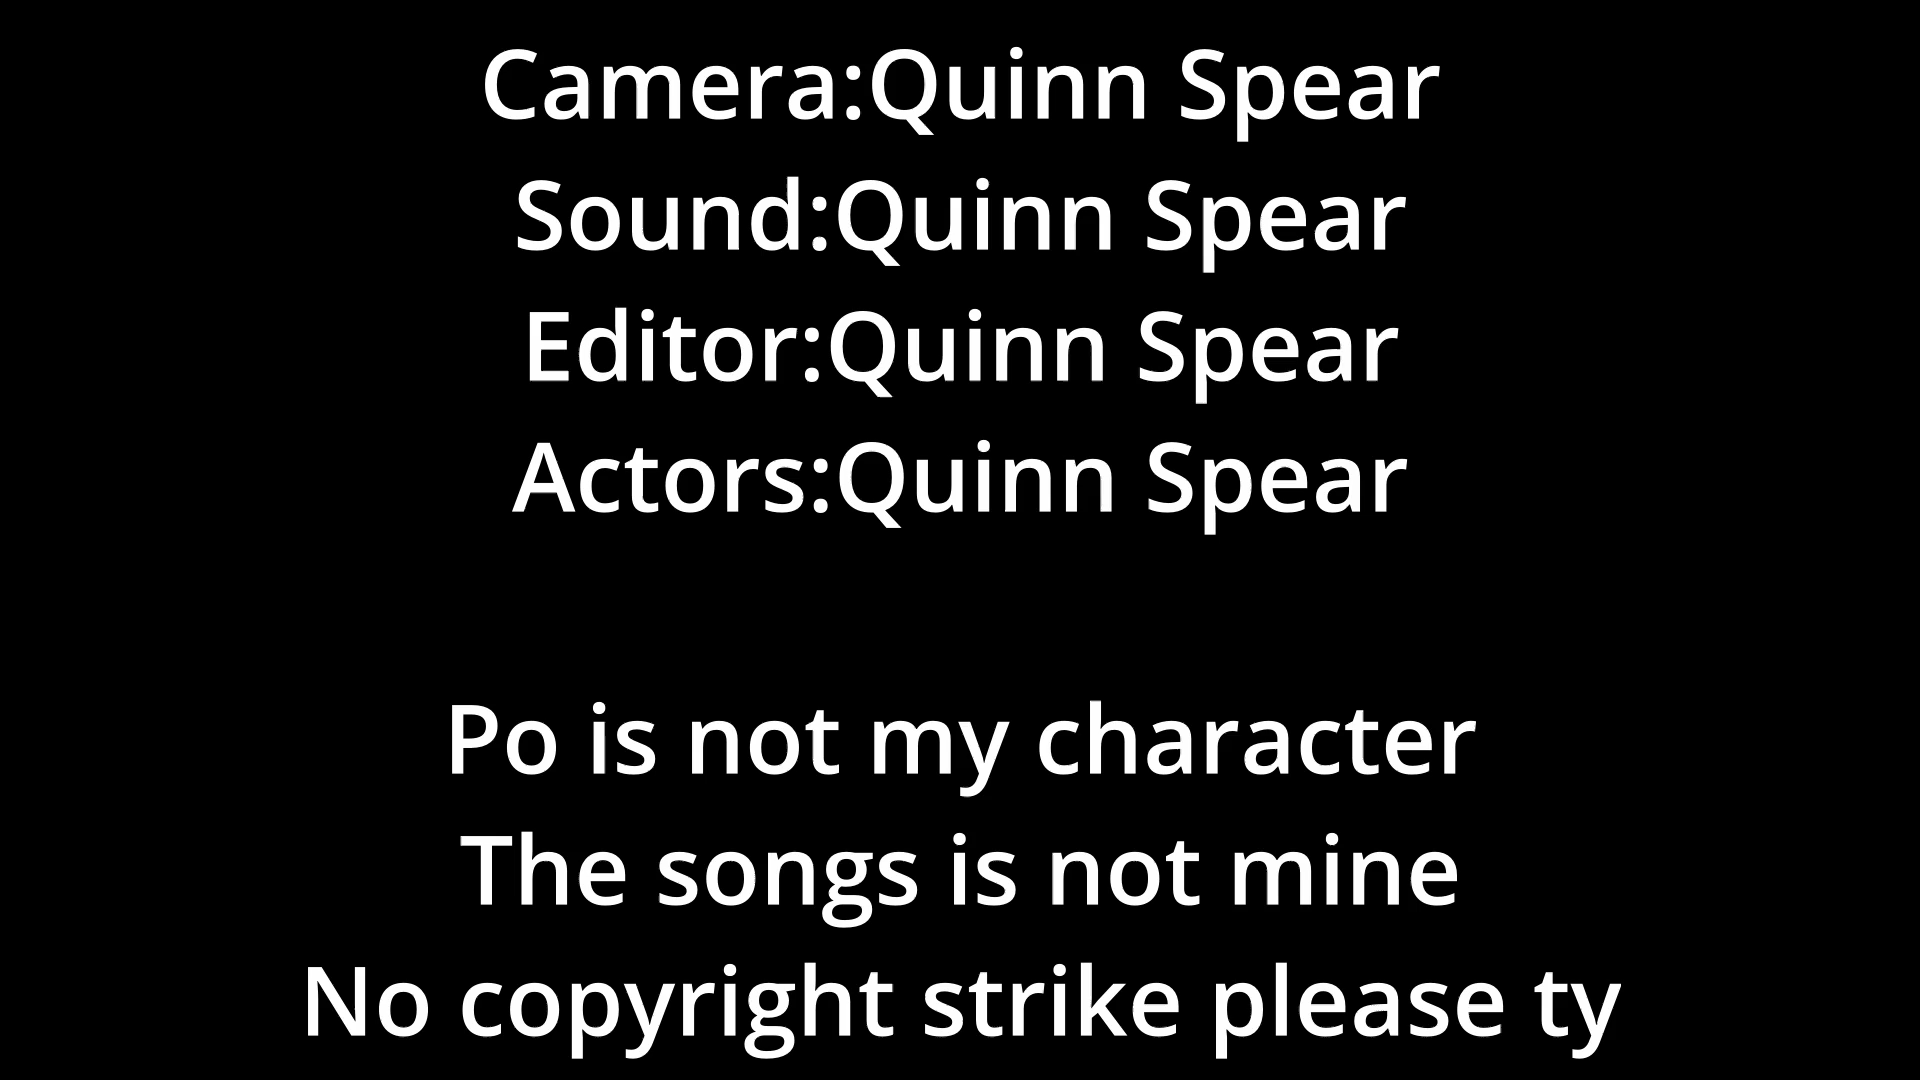 Camera:Quinn Spear
Sound:Quinn Spear
Editor:Quinn Spear
Actors:Quinn Spear
Po is not my character
The songs is not mine
No copyright strike please ty